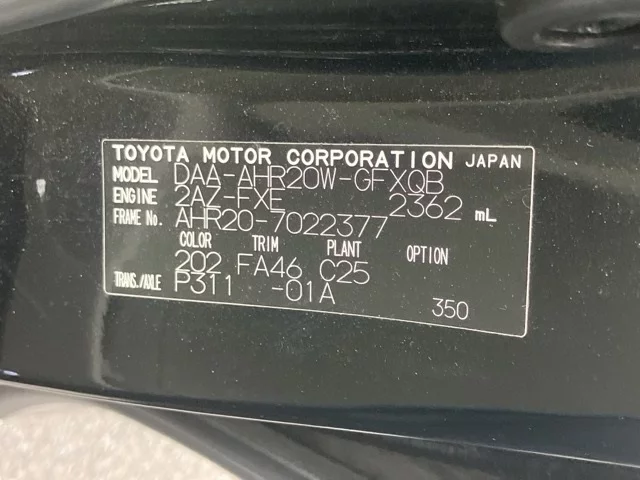 TOYOTA MOTOR CORPORATION JAPAN
MODEL DAA-AHR20W-GFXQB
ENGINE 2AZ-FXE 2362 mL
FRAME No. AHR20-7022377
COLOR TRIM PLANT OPTION
202 FA46 C25
TRANS./AXLE P311 -01A
350